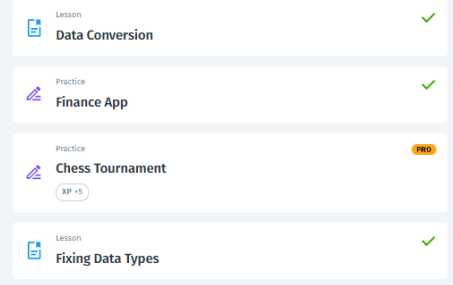 Lesson
Data Conversion
Practice
Finance App
Practice
PRO
Chess Tournament
XP +5
Lesson
Fixing Data Types